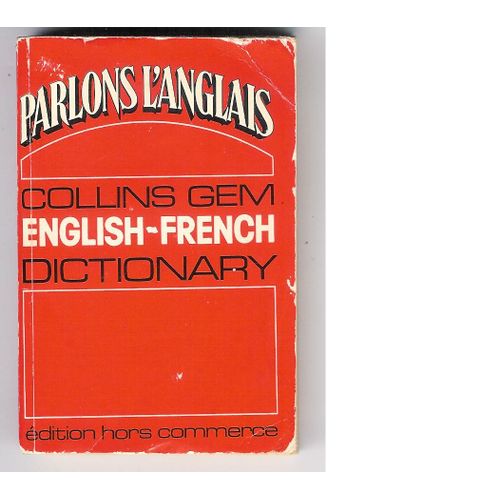 PARLONS L'ANGLAIS
COLLINS GEM
ENGLISH-FRENCH
DICTIONARY
édition hors commerce